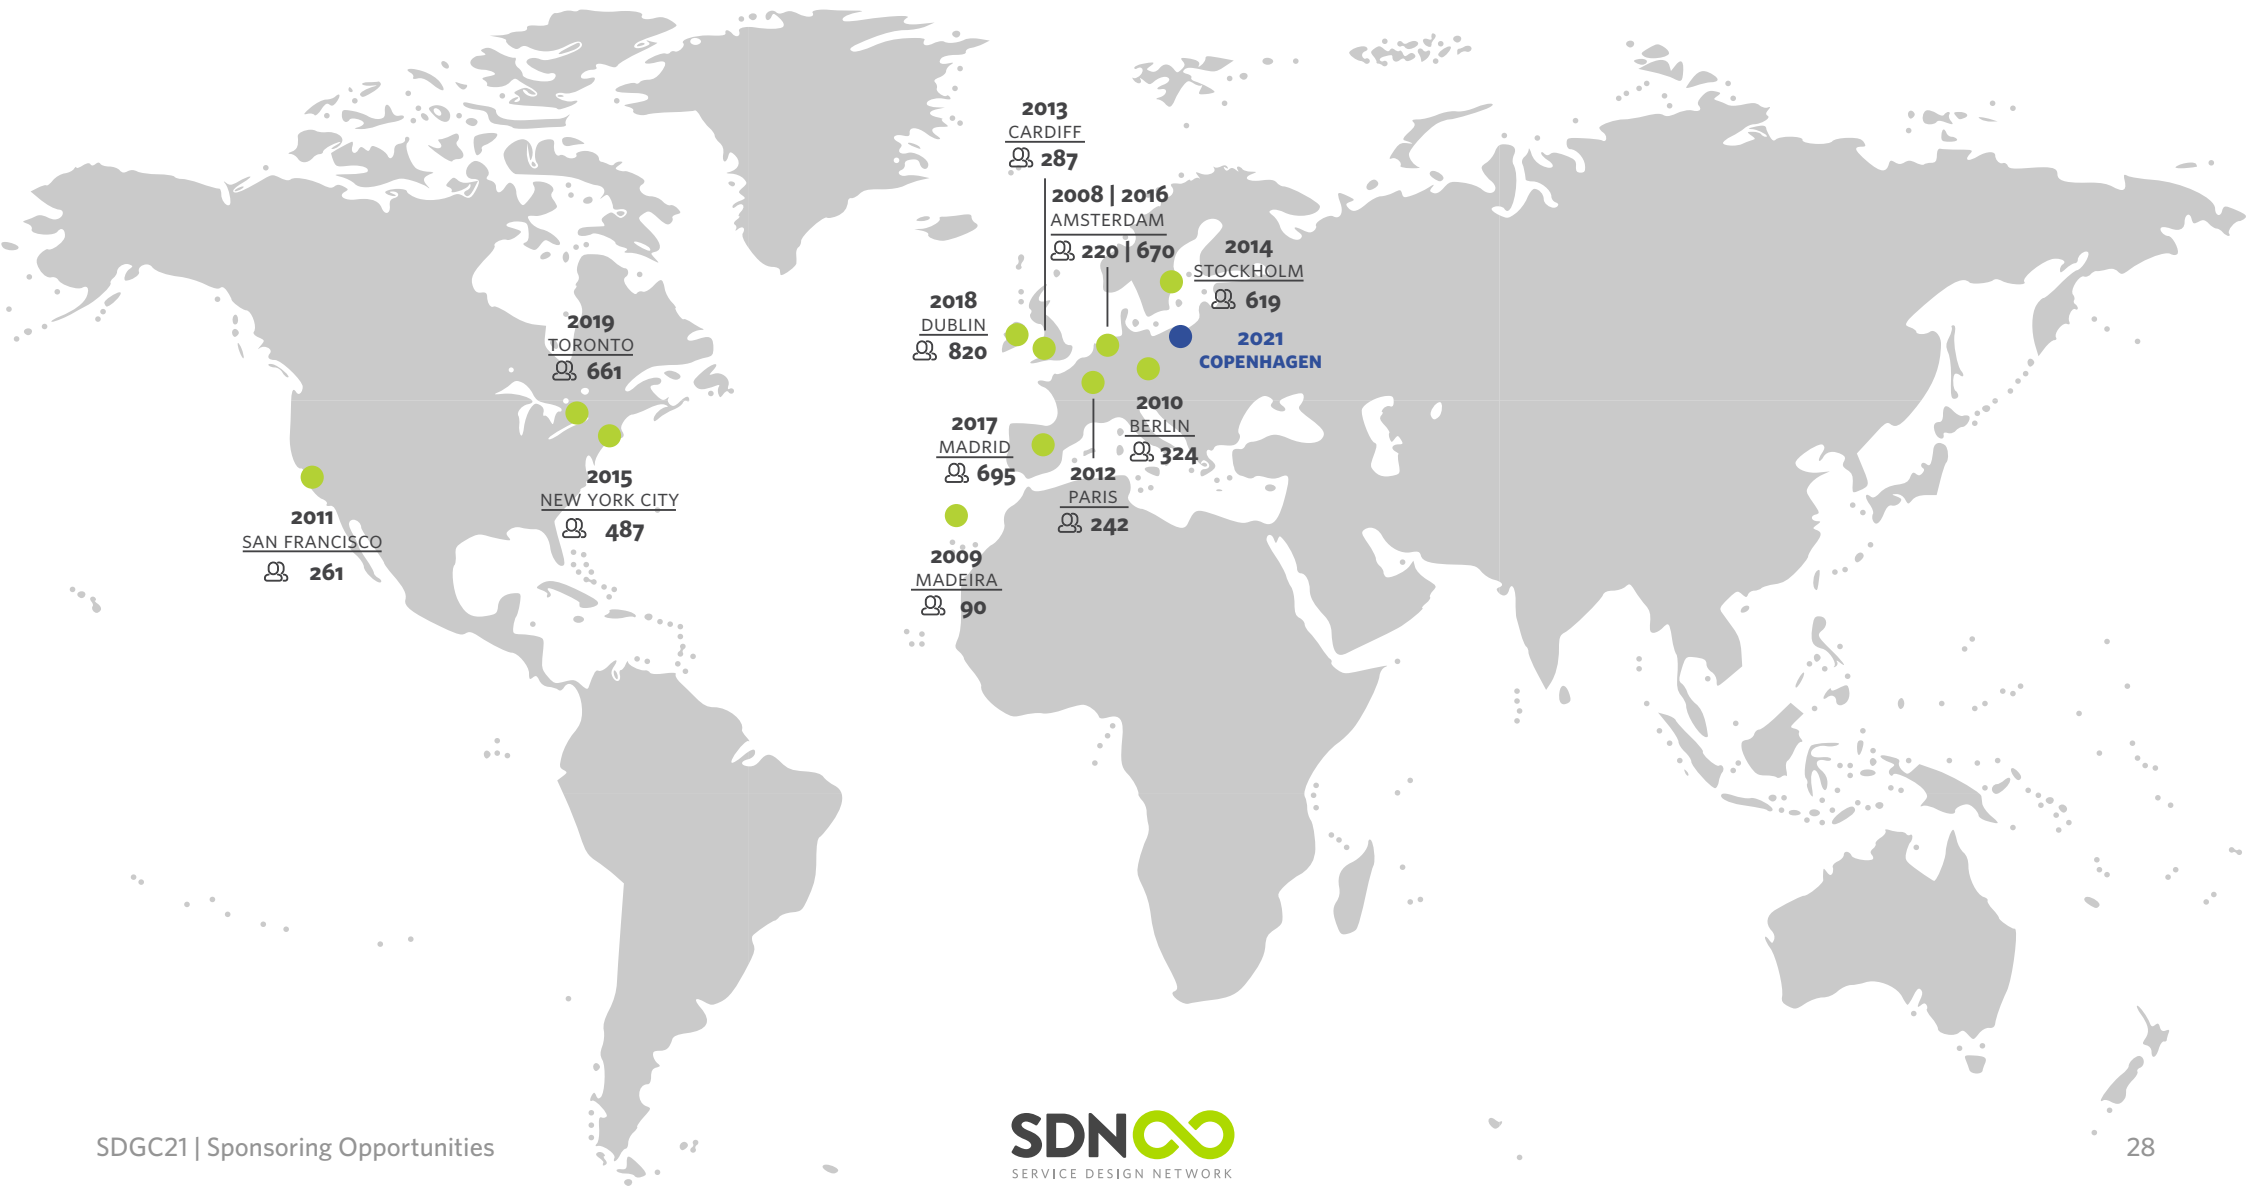 2013
CARDIFF
287
2008 | 2016
AMSTERDAM
220 | 670
2014
STOCKHOLM
619
2018
DUBLIN
820
2021
COPENHAGEN
2019
TORONTO
661
2010
BERLIN
324
2017
MADRID
695
2012
PARIS
242
2015
NEW YORK CITY
487
2011
SAN FRANCISCO
261
2009
MADEIRA
90
SDGC21 | Sponsoring Opportunities
SDN
SERVICE DESIGN NETWORK
28